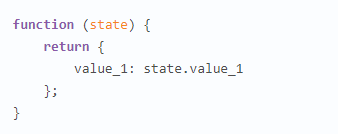 function (state) {
    return {
        value_1: state.value_1
    };
}